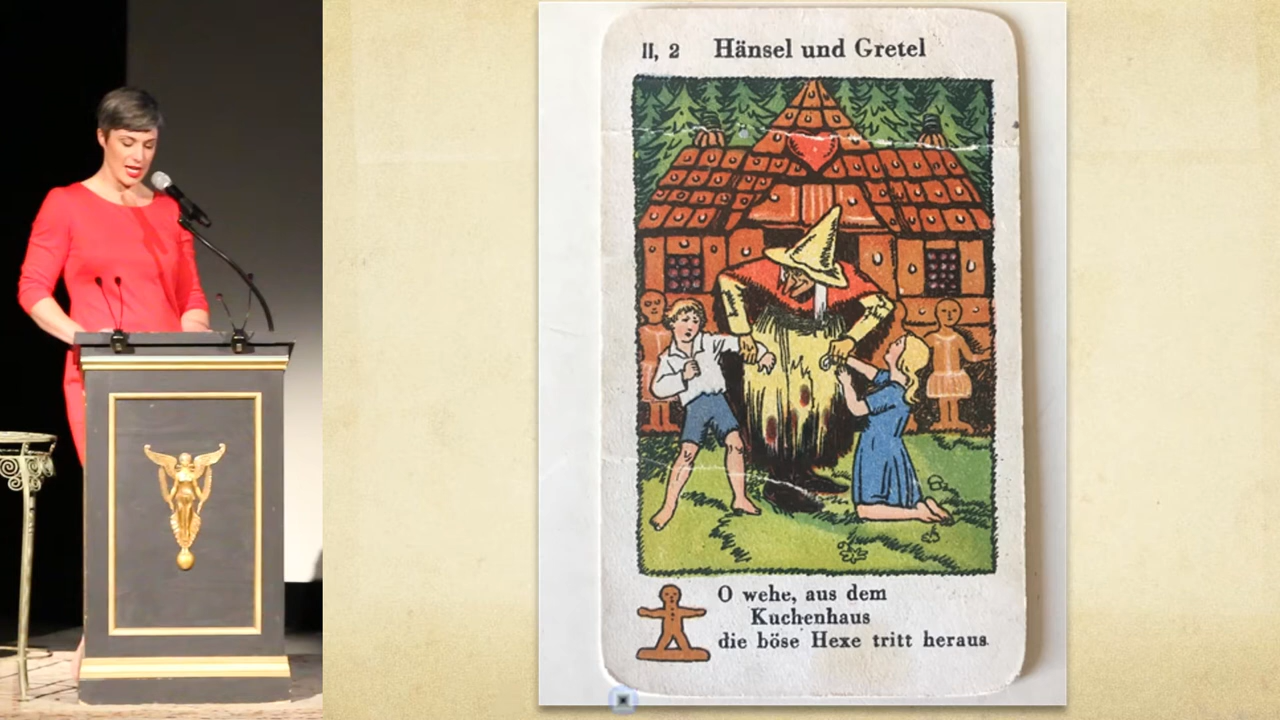 II, 2 Hänsel und Gretel
O wehe, aus dem
Kuchenhaus
die böse Hexe tritt heraus.